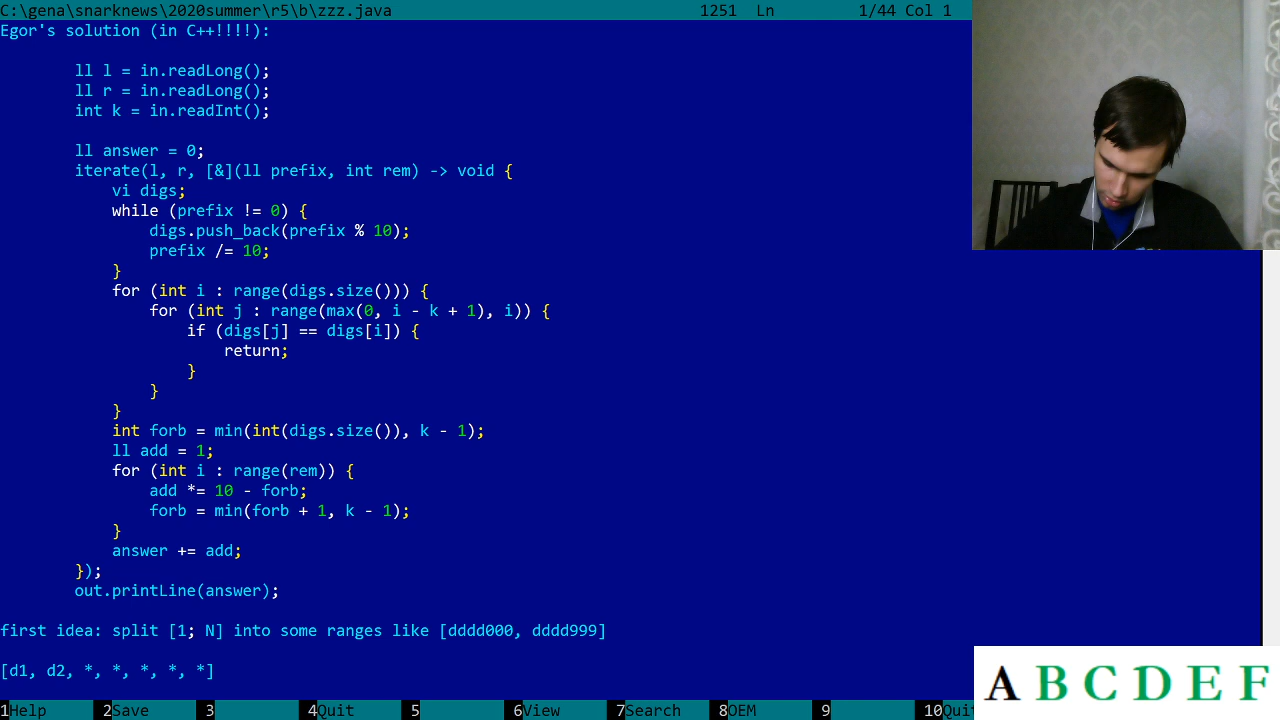 C:\gena\snarknews\2020summer\r5\b\zzz.java 1251 Ln 1/44 Col 1
Egor's solution (in C++!!!!):
ll l = in.readLong();
ll r = in.readLong();
int k = in.readInt();
ll answer = 0;
iterate(l, r, [&](ll prefix, int rem) -> void {
vi digs;
while (prefix != 0) {
digs.push_back(prefix % 10);
prefix /= 10;
}
for (int i : range(digs.size())) {
for (int j : range(max(0, i - k + 1), i)) {
if (digs[j] == digs[i]) {
return;
}
}
}
int forb = min(int(digs.size()), k - 1);
ll add = 1;
for (int i : range(rem)) {
add *= 10 - forb;
forb = min(forb + 1, k - 1);
}
answer += add;
});
out.printLine(answer);
first idea: split [1; N] into some ranges like [dddd000, dddd999]
[d1, d2, *, *, *, *, *]
A B C D E F
1Help 2Save 3 4Quit 5 6View 7Search 8OEM 9 10Qui